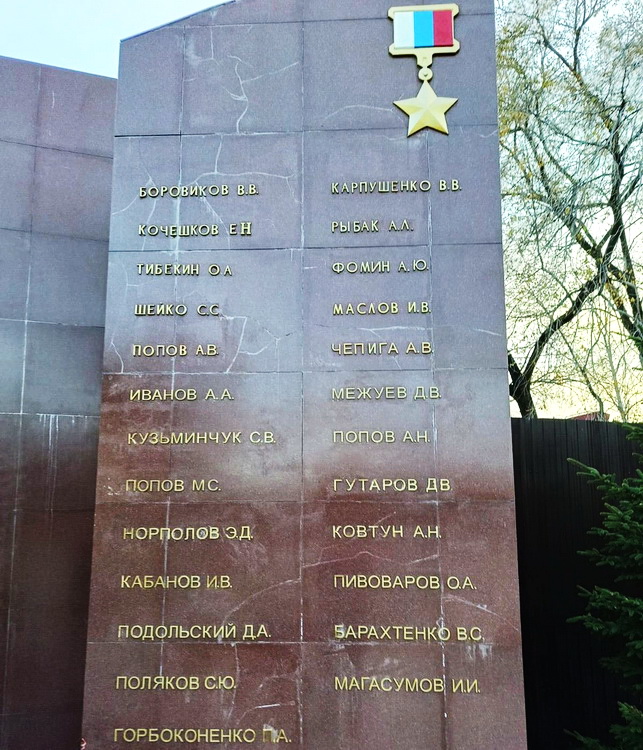 БОРОВИКОВ В.В.
КОЧЕШКОВ ЕН
ТИБЕКИН О.А
ШЕЙКО С.С.
ПОПОВ А.В.
ИВАНОВ А.А.
КУЗЬМИНЧУК С.В.
ПОПОВ М.С.
НОРПОЛОВ Э.Д.
КАБАНОВ И.В.
ПОДОЛЬСКИЙ Д.А.
ПОЛЯКОВ С.Ю.
ГОРБОКОНЕНКО П.А.
КАРПУШЕНКО В.В.
РЫБАК А.Л.
ФОМИН А.Ю.
МАСЛОВ И.В.
ЧЕПИГА А.В.
МЕЖУЕВ Д.В.
ПОПОВ А.Н.
ГУТАРОВ Д.В.
КОВТУН А.Н.
ПИВОВАРОВ О.А.
БАРАХТЕНКО В.С.
МАГАСУМОВ И.И.